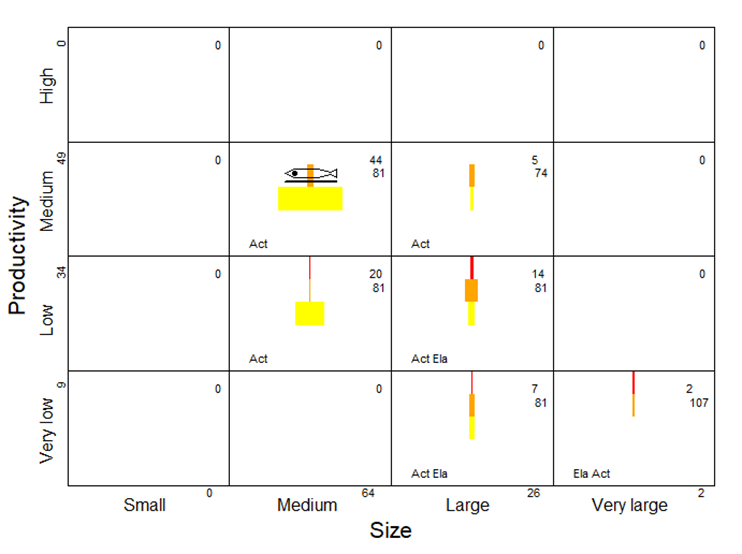 0
High
0
0
0
0
49
Medium
0
44
81
Act
5
74
Act
0
Productivity
34
Low
0
20
81
Act
14
81
Act Ela
0
9
Very low
0
0
7
81
Act Ela
2
107
Ela Act
Small
0
Medium
64
Large
26
Very large
2
Size